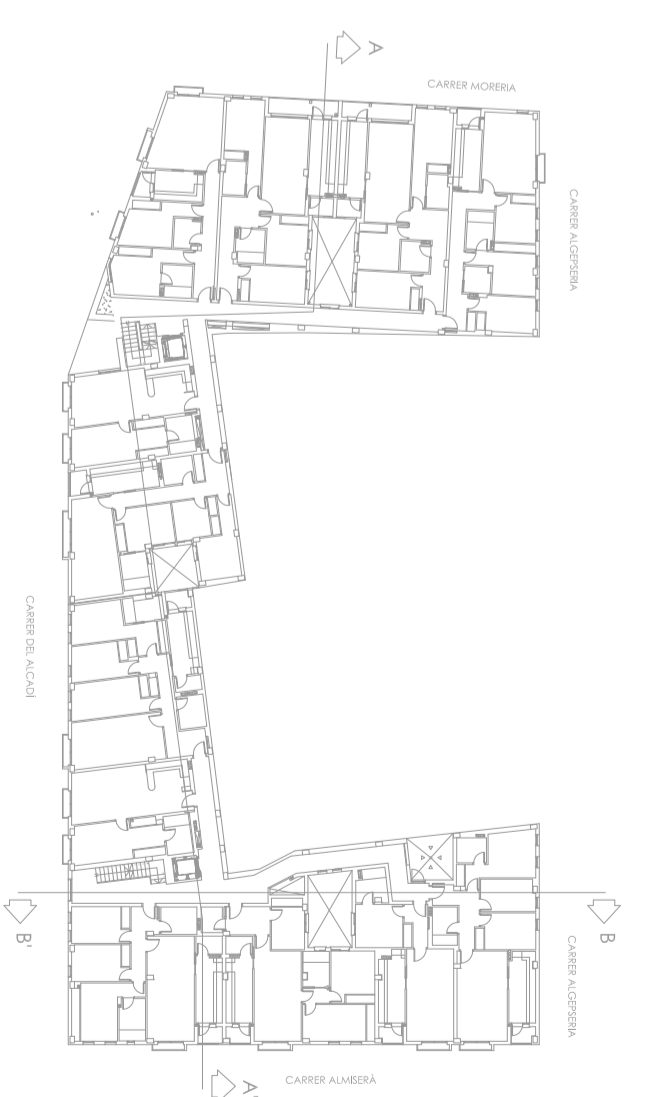 A
CARRER MORERIA
CARRER ALGEPSERIA
CARRER DEL ALCADÍ
B'
B
CARRER ALGEPSERIA
CARRER ALMISERÀ
A'